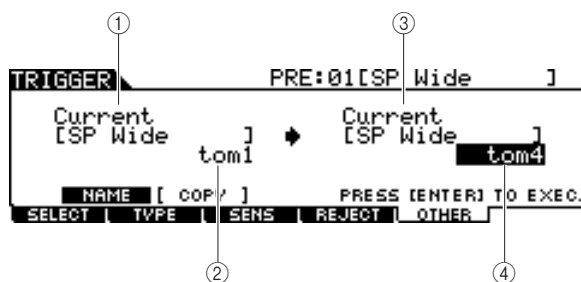 ① ③
TRIGGER PRE:01[SP Wide ]
Current Current
[SP Wide ] [SP Wide ]
tom1 tom4
NAME [ COPY ] PRESS [ENTER] TO EXEC.
SELECT [ TYPE [ SENS [ REJECT [ OTHER
② ④